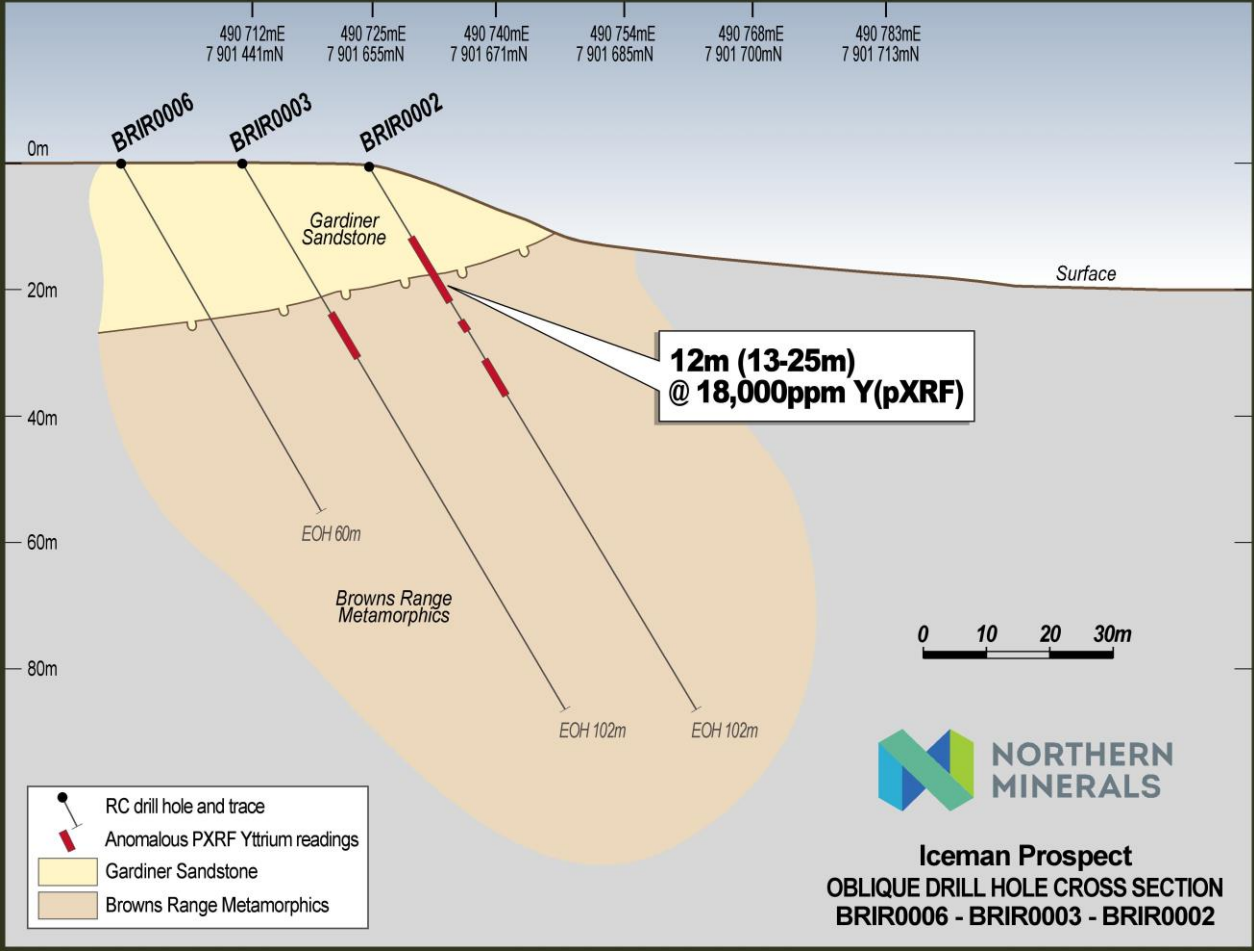 490 712mE
7 901 441mN
490 725mE
7 901 655mN
490 740mE
7 901 671mN
490 754mE
7 901 685mN
490 768mE
7 901 700mN
490 783mE
7 901 713mN
BRIR0006
BRIR0003
BRIR0002
0m
Gardiner
Sandstone
Surface
20m
12m (13-25m)
@ 18,000ppm Y(pXRF)
40m
EOH 60m
60m
Browns Range
Metamorphics
0 10 20 30m
80m
EOH 102m
EOH 102m
NORTHERN
MINERALS
RC drill hole and trace
Anomalous PXRF Yttrium readings
Gardiner Sandstone
Browns Range Metamorphics
Iceman Prospect
OBLIQUE DRILL HOLE CROSS SECTION
BRIR0006 - BRIR0003 - BRIR0002